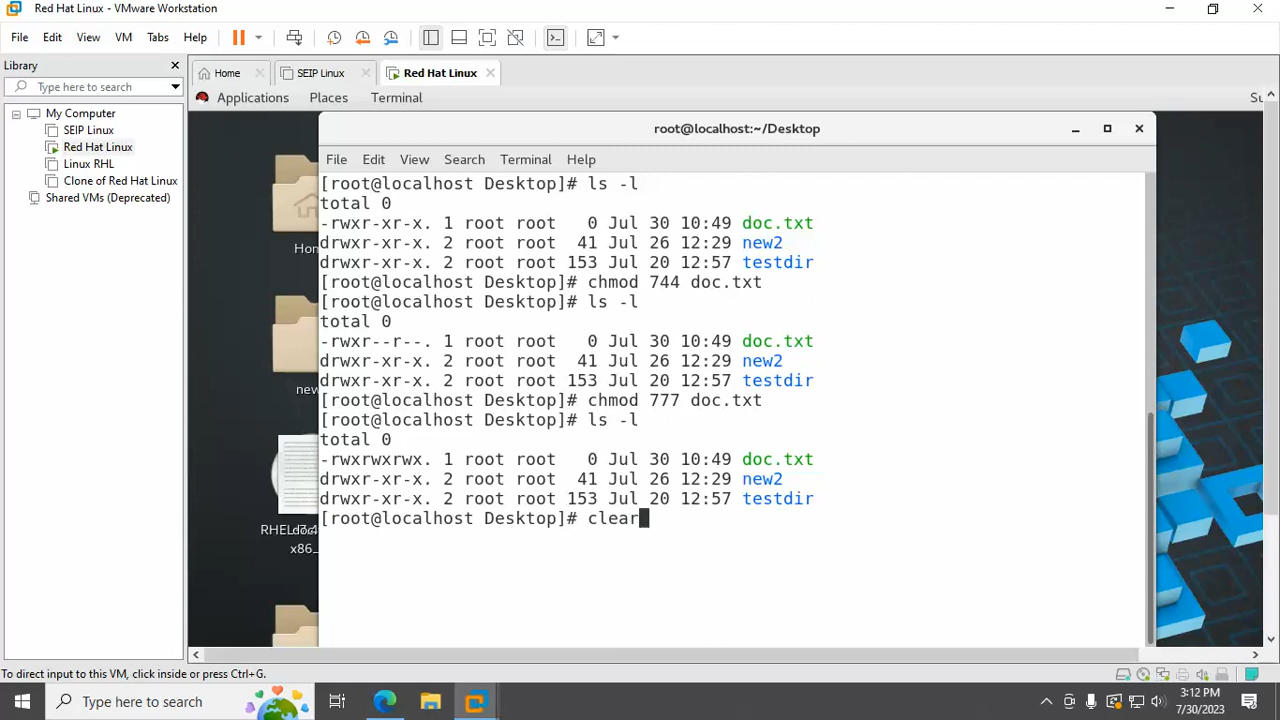 Red Hat Linux - VMware Workstation
File Edit View VM Tabs Help
Library
Type here to search
My Computer
SEIP Linux
Red Hat Linux
Linux RHL
Clone of Red Hat Linux
Shared VMs (Deprecated)
Home SEIP Linux Red Hat Linux
Applications Places Terminal
root@localhost:~/Desktop
File Edit View Search Terminal Help
[root@localhost Desktop]# ls -l
total 0
-rwxr-xr-x. 1 root root 0 Jul 30 10:49 doc.txt
drwxr-xr-x. 2 root root 41 Jul 26 12:29 new2
drwxr-xr-x. 2 root root 153 Jul 20 12:57 testdir
[root@localhost Desktop]# chmod 744 doc.txt
[root@localhost Desktop]# ls -l
total 0
-rwxr--r--. 1 root root 0 Jul 30 10:49 doc.txt
drwxr-xr-x. 2 root root 41 Jul 26 12:29 new2
drwxr-xr-x. 2 root root 153 Jul 20 12:57 testdir
[root@localhost Desktop]# chmod 777 doc.txt
[root@localhost Desktop]# ls -l
total 0
-rwxrwxrwx. 1 root root 0 Jul 30 10:49 doc.txt
drwxr-xr-x. 2 root root 41 Jul 26 12:29 new2
drwxr-xr-x. 2 root root 153 Jul 20 12:57 testdir
[root@localhost Desktop]# clear
Hom
new
x86_
To direct input to this VM, click inside or press Ctrl+G.
Type here to search
3:12 PM
7/30/2023